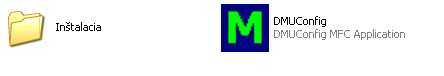 Inštalacia
M
DMUConfig
DMUConfig MFC Application